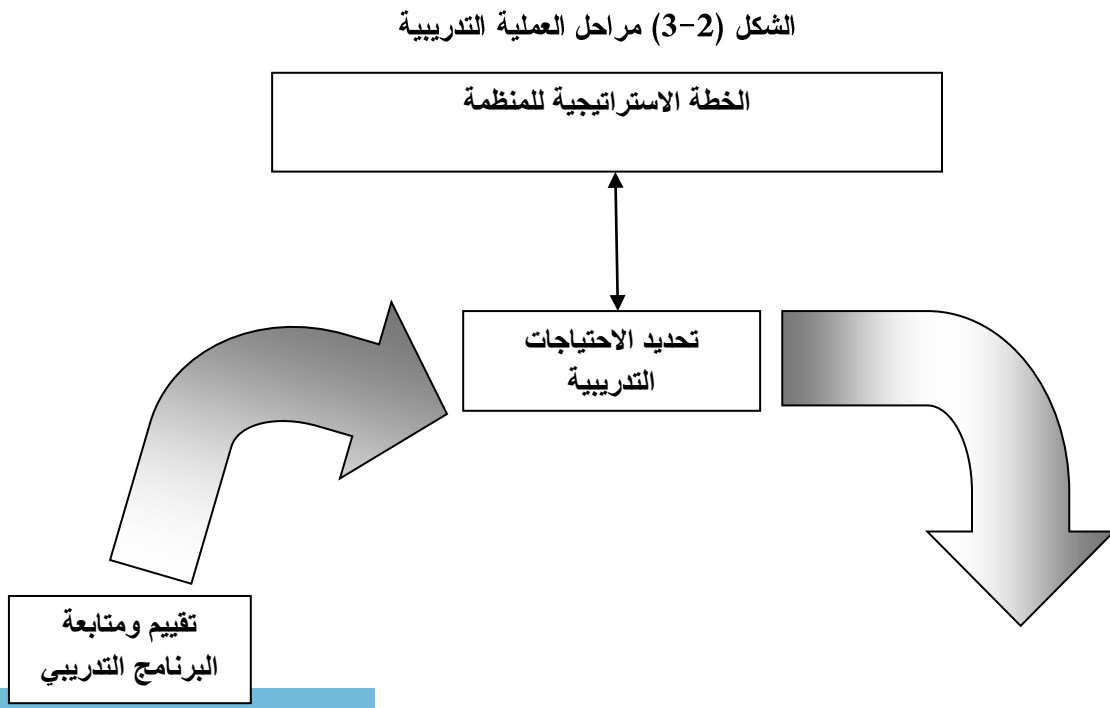 الشكل (2-3) مراحل العملية التدريبية
الخطة الاستراتيجية للمنظمة
تحديد الاحتياجات
التدريبية
تقييم ومتابعة
البرنامج التدريبي